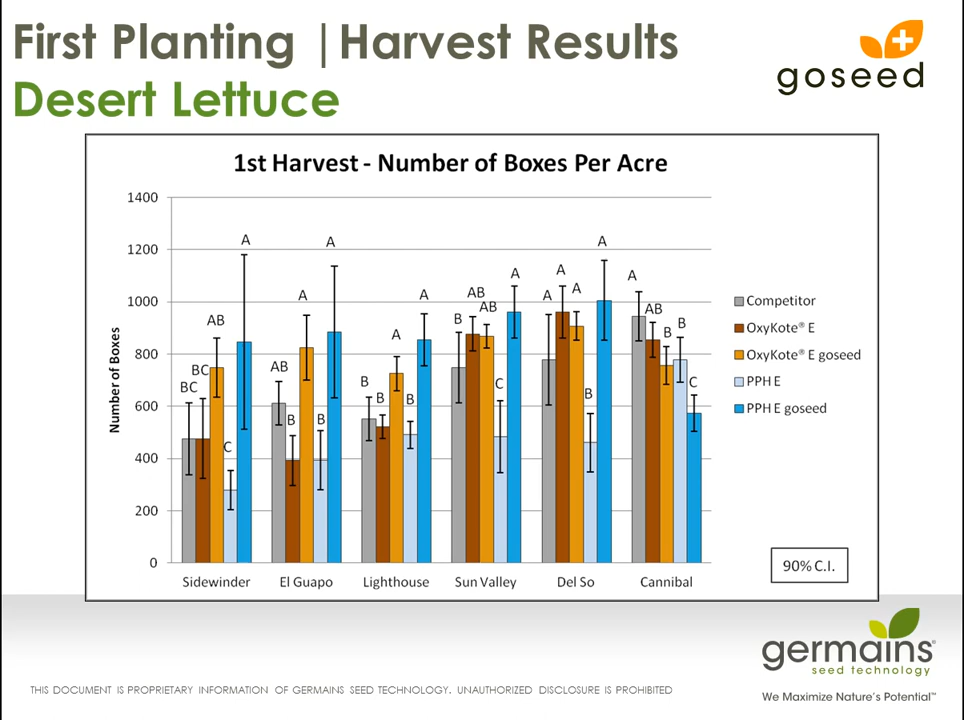 First Planting | Harvest Results
Desert Lettuce
goseed
1st Harvest - Number of Boxes Per Acre
Number of Boxes
1400
1200
1000
800
600
400
200
0
BC BC AB C A
AB B A B A
B B A B A
B AB AB C A
A A A B A
A AB B B C
Sidewinder El Guapo Lighthouse Sun Valley Del So Cannibal
Competitor
OxyKote® E
OxyKote® E goseed
PPH E
PPH E goseed
90% C.I.
germains®
seed technology
We Maximize Nature's Potential™
THIS DOCUMENT IS PROPRIETARY INFORMATION OF GERMAINS SEED TECHNOLOGY. UNAUTHORIZED DISCLOSURE IS PROHIBITED